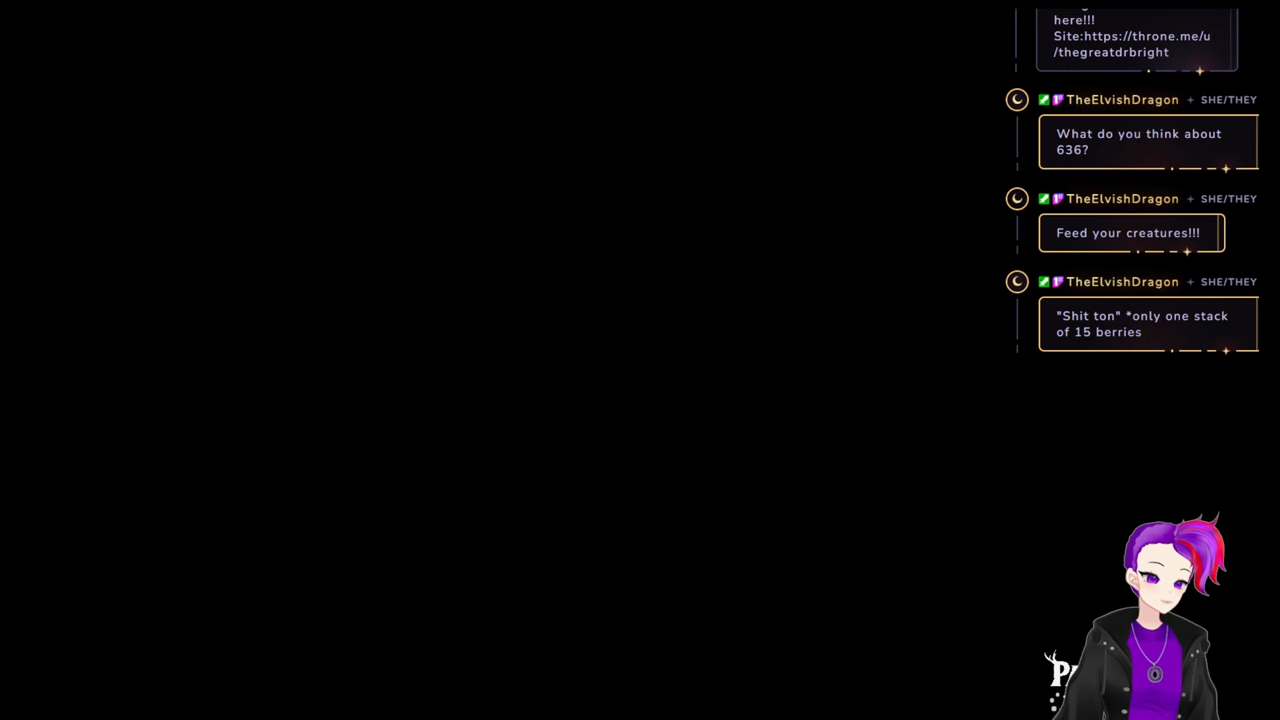 here!!!
Site:https://throne.me/u
/thegreatdrbright
TheElvishDragon + SHE/THEY
What do you think about
636?
TheElvishDragon + SHE/THEY
Feed your creatures!!!
TheElvishDragon + SHE/THEY
"Shit ton" *only one stack
of 15 berries